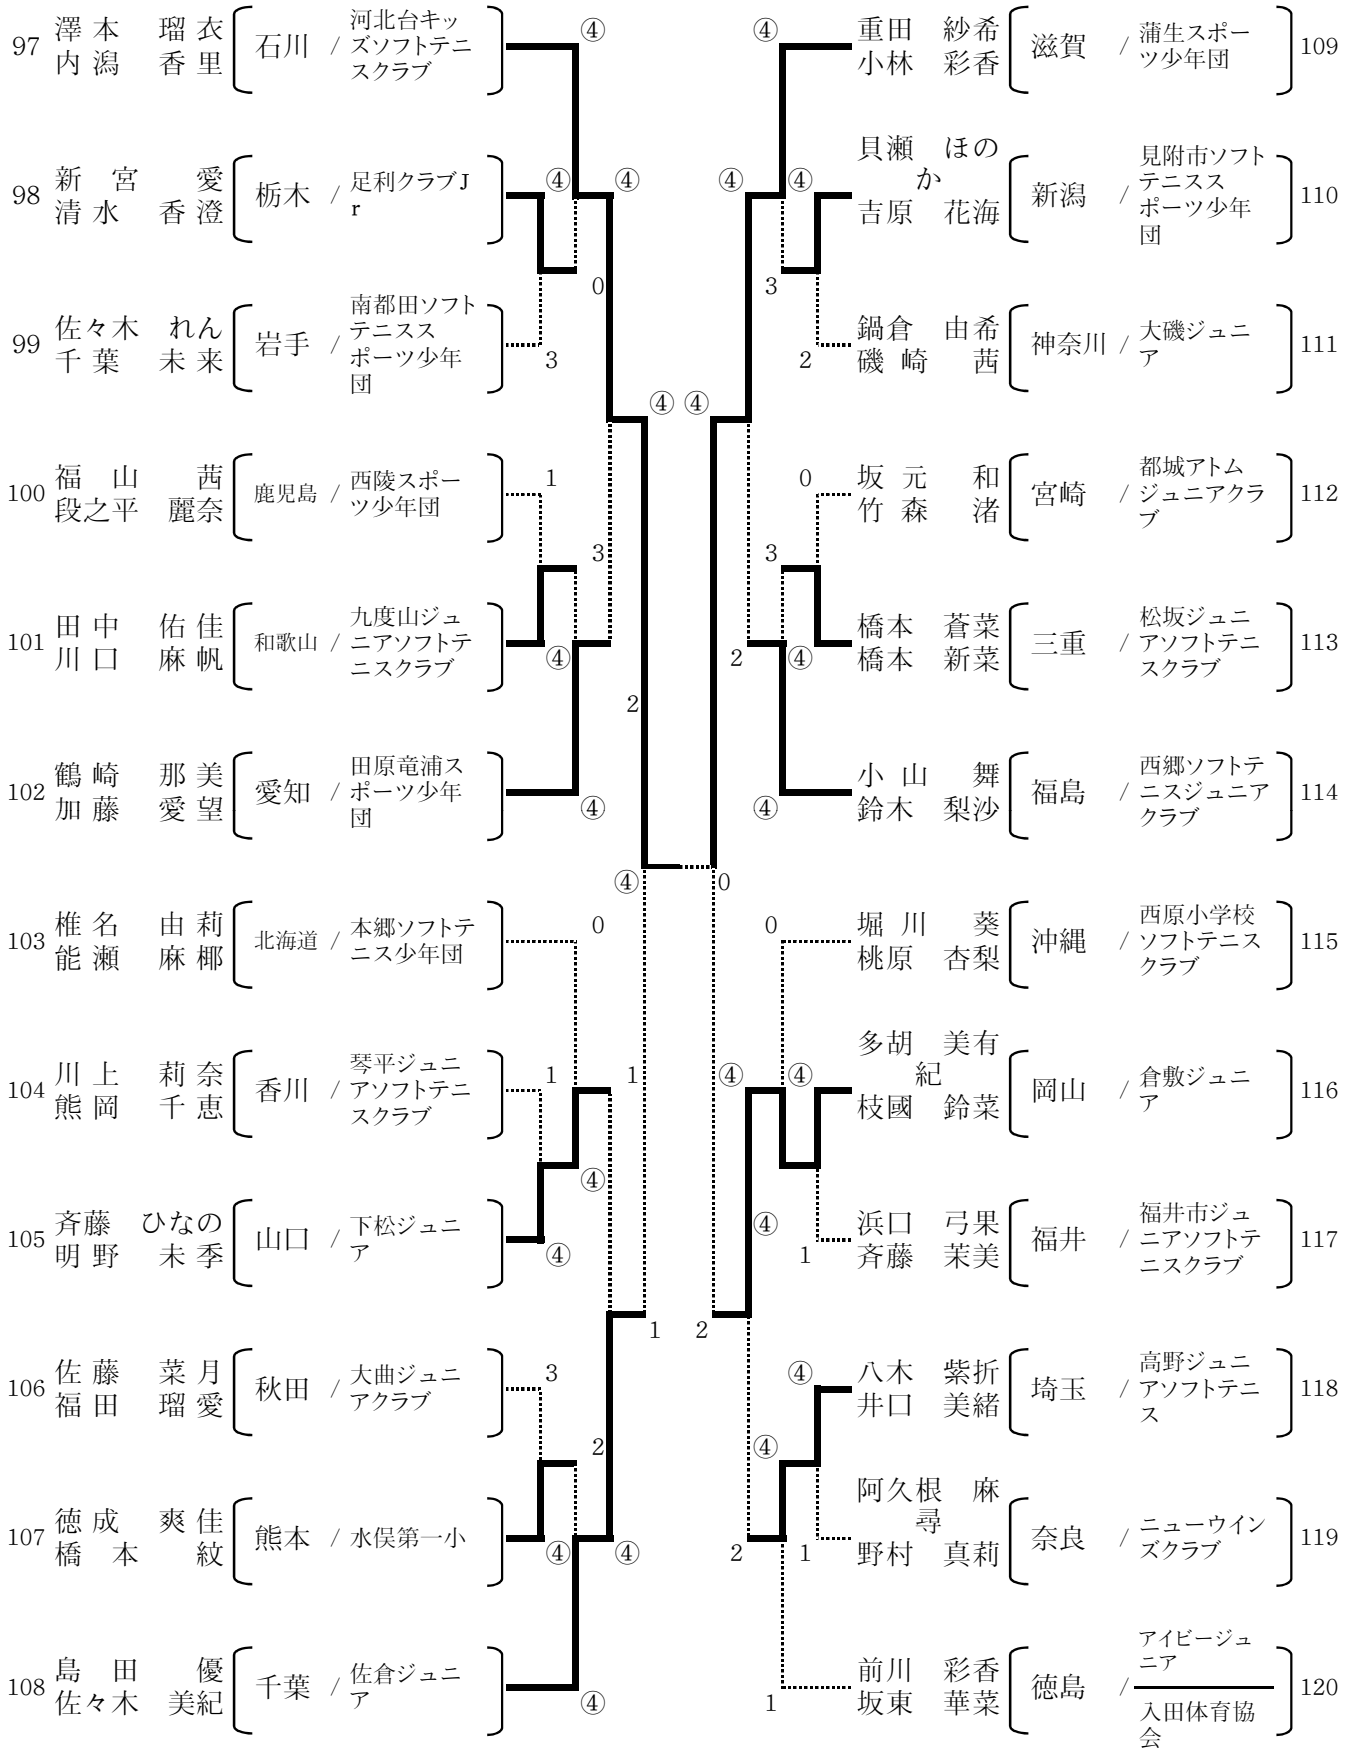 97
澤本　瑠衣
内潟　香里
石川
/
河北台キッ
ズソフトテニ
スクラブ
④
98
新宮　愛
清水　香澄
栃木
/
足利クラブJ
r
④
④
0
99
佐々木　れん
千葉　未来
岩手
/
南都田ソフト
テニスス
ポーツ少年
団
3
④
100
福山　茜
段之平　麗奈
鹿児島
/
西陵スポー
ツ少年団
1
3
101
田中　佑佳
川口　麻帆
和歌山
/
九度山ジュ
ニアソフトテ
ニスクラブ
④
2
102
鶴崎　那美
加藤　愛望
愛知
/
田原竜浦ス
ポーツ少年
団
④
④
103
椎名　由莉
能瀬　麻椰
北海道
/
本郷ソフトテ
ニス少年団
0
104
川上　莉奈
熊岡　千恵
香川
/
琴平ジュニ
アソフトテニ
スクラブ
1
1
④
105
斉藤　ひなの
明野　未季
山口
/
下松ジュニ
ア
④
1
106
佐藤　菜月
福田　瑠愛
秋田
/
大曲ジュニ
アクラブ
3
2
107
徳成　爽佳
橋本　紋
熊本
/
水俣第一小
④
④
108
島田　優
佐々木　美紀
千葉
/
佐倉ジュニ
ア
④
④
重田　紗希
小林　彩香
滋賀
/
蒲生スポー
ツ少年団
109
④
④
貝瀬　ほの
か
吉原　花海
新潟
/
見附市ソフト
テニスス
ポーツ少年
団
110
3
2
鍋倉　由希
磯崎　茜
神奈川
/
大磯ジュニ
ア
111
④
0
坂元　和
竹森　渚
宮崎
/
都城アトム
ジュニアクラ
ブ
112
3
2
④
橋本　蒼菜
橋本　新菜
三重
/
松坂ジュニ
アソフトテニ
スクラブ
113
④
小山　舞
鈴木　梨沙
福島
/
西郷ソフトテ
ニスジュニア
クラブ
114
0
0
堀川　葵
桃原　杏梨
沖縄
/
西原小学校
ソフトテニス
クラブ
115
④
④
多胡　美有
紀
枝國　鈴菜
岡山
/
倉敷ジュニ
ア
116
④
1
浜口　弓果
斉藤　茉美
福井
/
福井市ジュ
ニアソフトテ
ニスクラブ
117
2
④
八木　紫折
井口　美緒
埼玉
/
高野ジュニ
アソフトテニ
ス
118
④
2
1
阿久根　麻
尋
野村　真莉
奈良
/
ニューウイン
ズクラブ
119
1
前川　彩香
坂東　華菜
徳島
/
アイビージュ
ニア
入田体育協
会
120